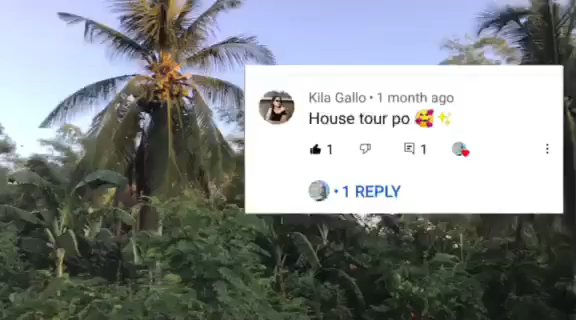 Kila Gallo • 1 month ago
House tour po 🥰✨
1 1
• 1 REPLY